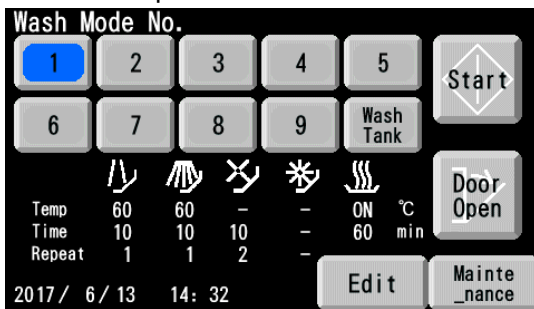 Wash Mode No.
1 2 3 4 5
Start
6 7 8 9 Wash
Tank
Door
Open
Temp 60 60 – – ON ℃
Time 10 10 10 – 60 min
Repeat 1 1 2 –
Edit
Mainte
_nance
2017/ 6/13 14: 32